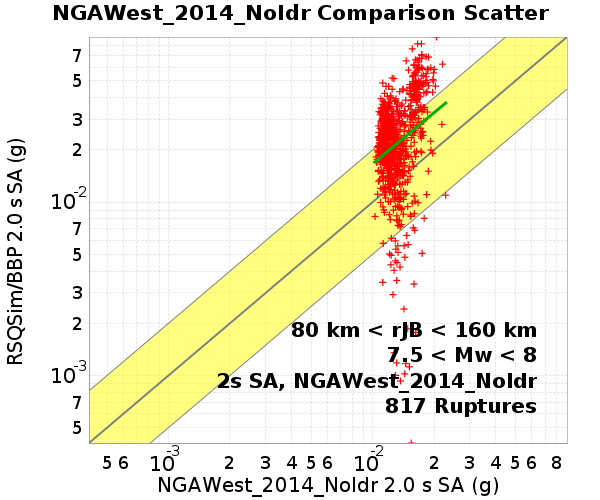 NGAWest_2014_NoIdr Comparison Scatter
RSQSim/BBP 2.0 s SA (g)
7
5
3
2
10-2
7
5
3
2
10-3
7
5
80 km < rJB < 160 km
7.5 < Mw < 8
2s SA, NGAWest_2014_NoIdr
817 Ruptures
5 6 10-3 2 3 4 5 6 8 10-2 2 3 4 5 6 8
NGAWest_2014_NoIdr 2.0 s SA (g)